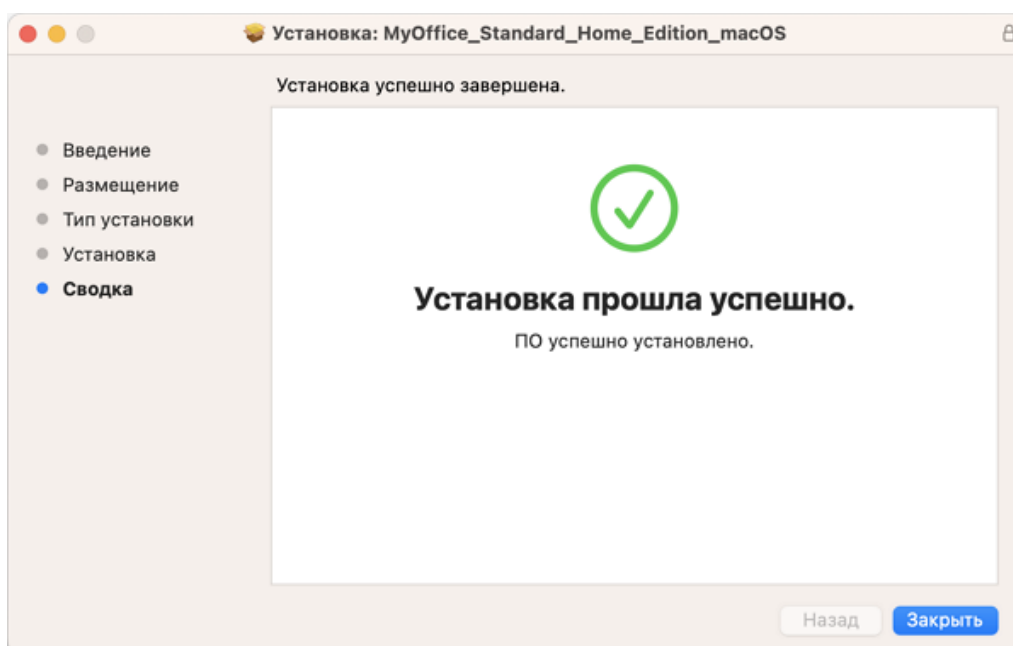 Установка: MyOffice_Standard_Home_Edition_macOS
Установка успешно завершена.
Введение
Размещение
Тип установки
Установка
Сводка
Установка прошла успешно.
ПО успешно установлено.
Назад
Закрыть